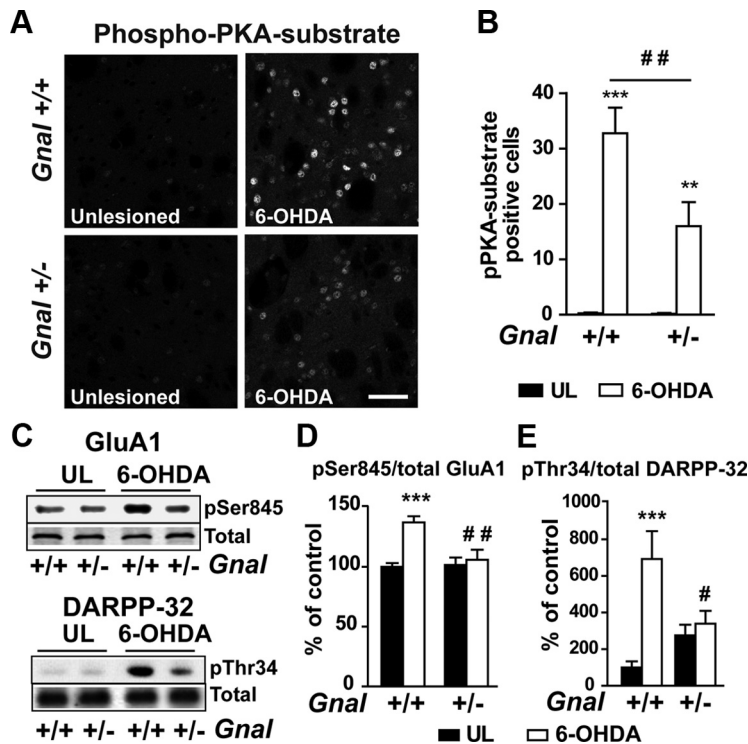 A
Phospho-PKA-substrate
Gnal +/+
Unlesioned
6-OHDA
Gnal +/-
Unlesioned
6-OHDA
B
# #
***
**
pPKA-substrate
positive cells
40
30
20
10
0
Gnal +/+ +/-
UL 6-OHDA
C
GluA1
UL 6-OHDA
pSer845
Total
+/+ +/- +/+ +/- Gnal
DARPP-32
UL 6-OHDA
pThr34
Total
+/+ +/- +/+ +/- Gnal
D
pSer845/total GluA1
% of control
150
100
50
0
***
# #
Gnal +/+ +/-
E
pThr34/total DARPP-32
% of control
1000
800
600
400
200
0
***
#
Gnal +/+ +/-
UL 6-OHDA